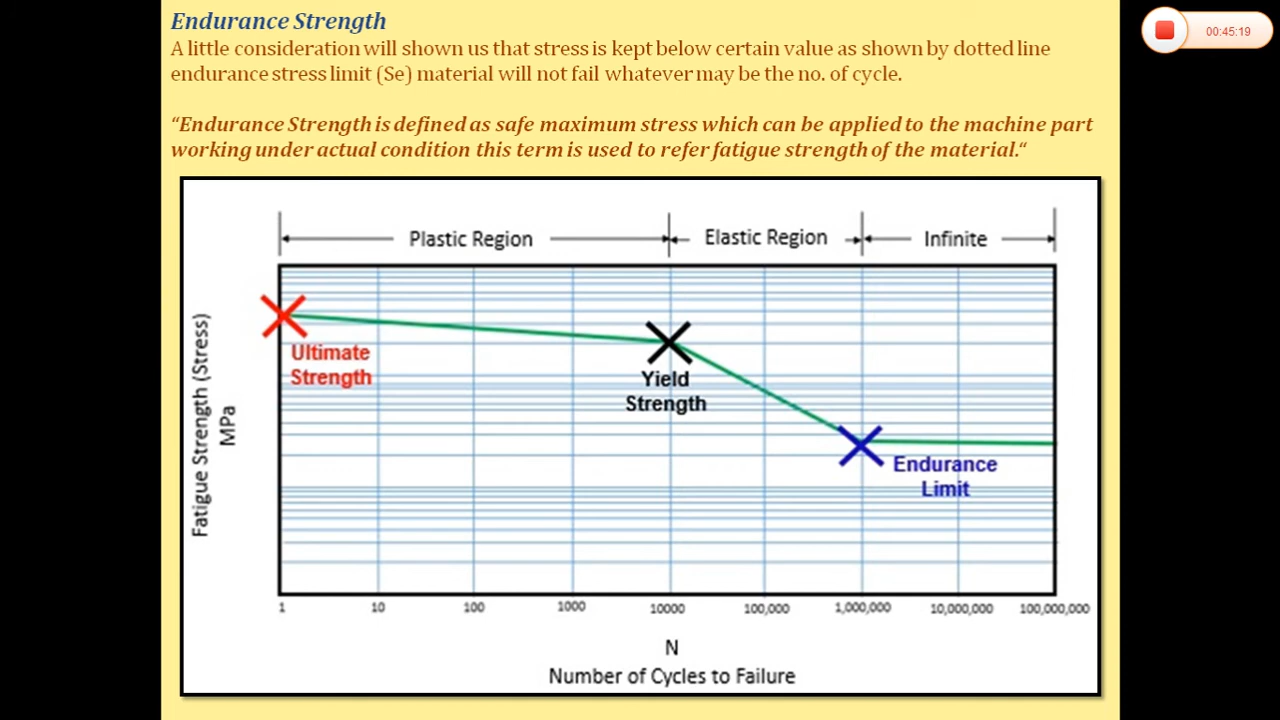 Endurance Strength
A little consideration will shown us that stress is kept below certain value as shown by dotted line
endurance stress limit (Se) material will not fail whatever may be the no. of cycle.
“Endurance Strength is defined as safe maximum stress which can be applied to the machine part
working under actual condition this term is used to refer fatigue strength of the material.“
00:45:19
Plastic Region
Elastic Region
Infinite
Fatigue Strength (Stress)
MPa
Ultimate
Strength
Yield
Strength
Endurance
Limit
1 10 100 1000 10000 100,000 1,000,000 10,000,000 100,000,000
N
Number of Cycles to Failure